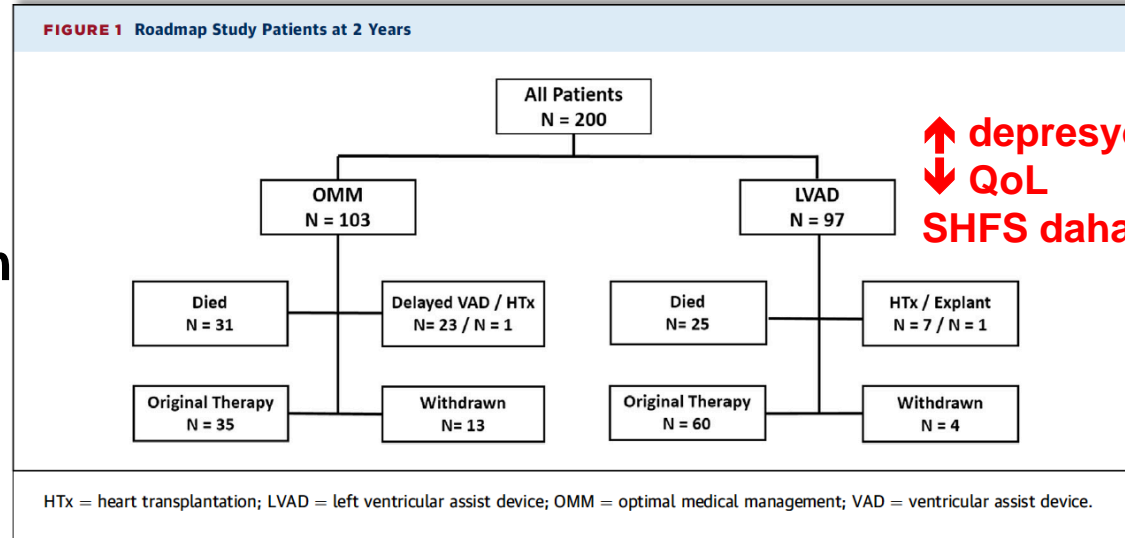 FIGURE 1 Roadmap Study Patients at 2 Years
All Patients
N = 200
OMM
N = 103
LVAD
N = 97
QoL
SHFS daha
Died
N = 31
Delayed VAD / HTx
N= 23 / N = 1
Died
N= 25
HTx / Explant
N = 7 / N = 1
Original Therapy
N = 35
Withdrawn
N= 13
Original Therapy
N = 60
Withdrawn
N = 4
HTx = heart transplantation; LVAD = left ventricular assist device; OMM = optimal medical management; VAD = ventricular assist device.